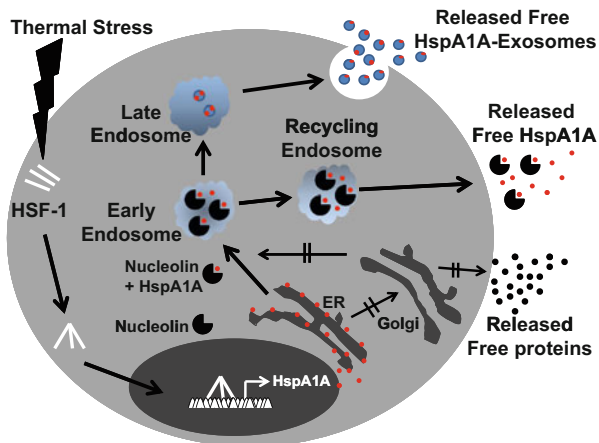 Thermal Stress
Released Free
HspA1A-Exosomes
Late
Endosome
Recycling
Endosome
Released
Free HspA1A
HSF-1
Early
Endosome
Nucleolin
+ HspA1A
ER
Nucleolin
Golgi
Released
Free proteins
HspA1A